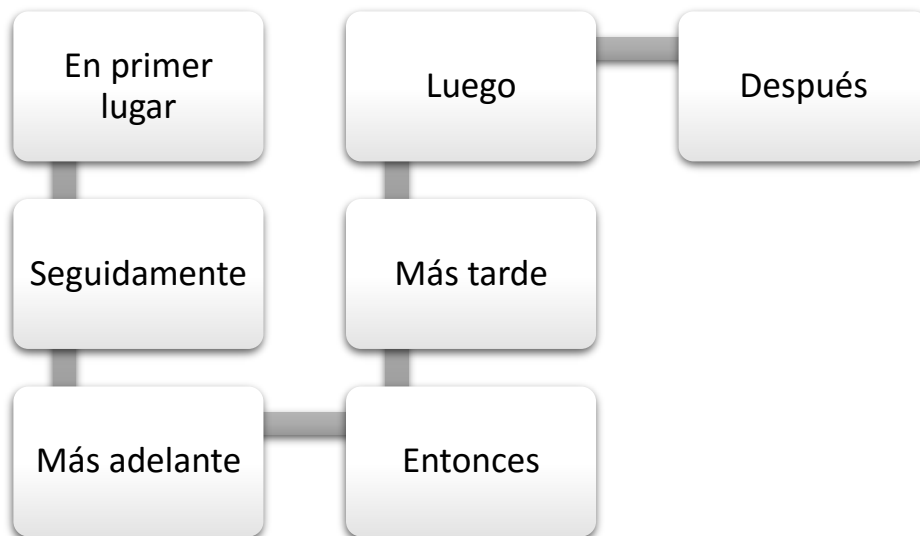 En primer
lugar
Seguidamente
Más adelante
Entonces
Más tarde
Luego
Después